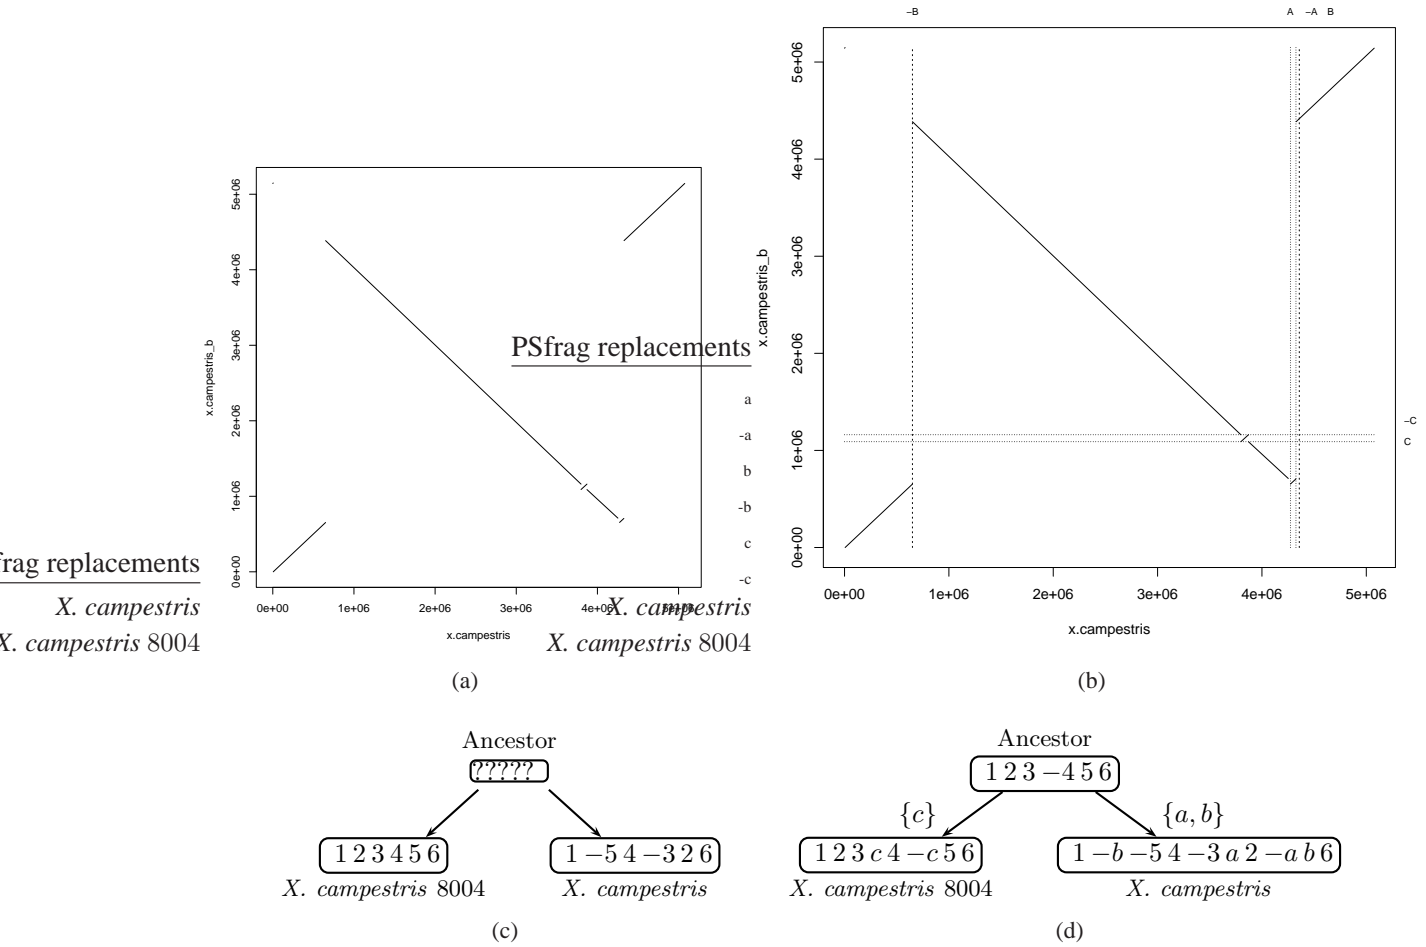 −B A −A B
5e+06
4e+06
3e+06
2e+06
1e+06
0e+00
x.campestris_b
0e+00 1e+06 2e+06 3e+06 4e+06
x.campestris
frag replacements
X. campestris
X. campestris 8004
(a)
PSfrag replacements
a
-a
b
-b
c
-c
X. campestris
X. campestris 8004
5e+06
4e+06
3e+06
2e+06
1e+06
0e+00
x.campestris_b
−C
C
0e+00 1e+06 2e+06 3e+06 4e+06 5e+06
x.campestris
(b)
Ancestor
?????
1 2 3 4 5 6
1 −5 4 −3 2 6
X. campestris 8004
X. campestris
(c)
Ancestor
1 2 3 −4 5 6
{c}
{a, b}
1 2 3 c 4 −c 5 6
1 −b −5 4 −3 a 2 −a b 6
X. campestris 8004
X. campestris
(d)